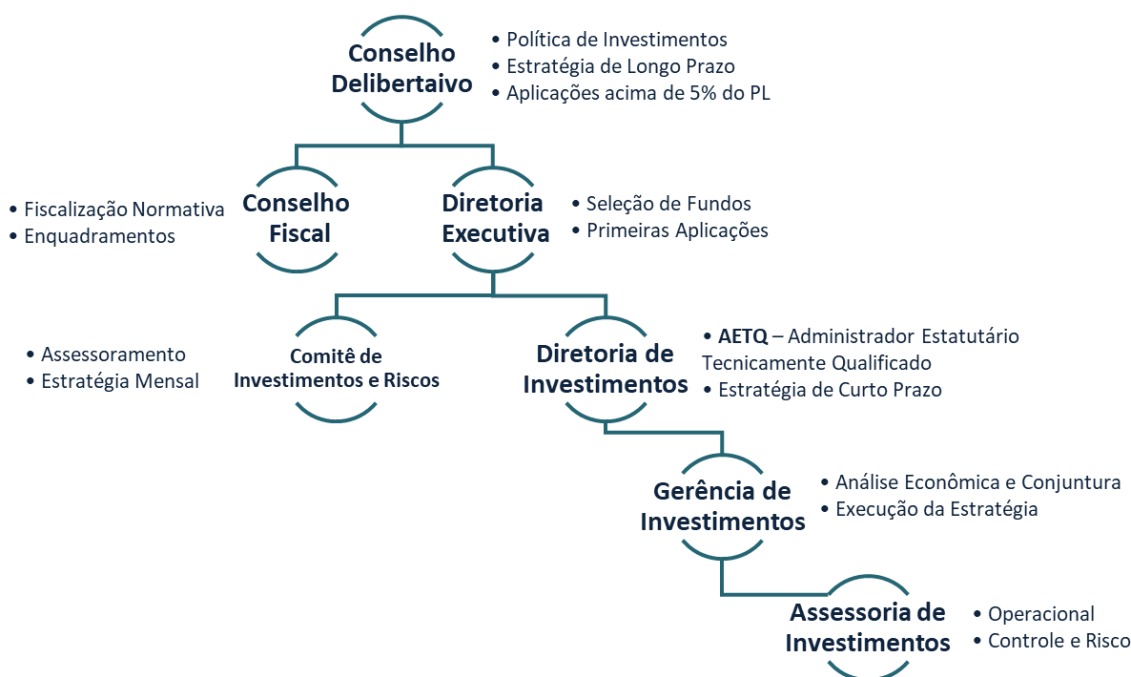 Conselho
Delibertaivo
• Política de Investimentos
• Estratégia de Longo Prazo
• Aplicações acima de 5% do PL
• Fiscalização Normativa
• Enquadramentos
Conselho
Fiscal
Diretoria
Executiva
• Seleção de Fundos
• Primeiras Aplicações
• Assessoramento
• Estratégia Mensal
Comitê de
Investimentos e Riscos
Diretoria de
Investimentos
• AETQ – Administrador Estatutário
Tecnicamente Qualificado
• Estratégia de Curto Prazo
Gerência de
Investimentos
• Análise Econômica e Conjuntura
• Execução da Estratégia
Assessoria de
Investimentos
• Operacional
• Controle e Risco